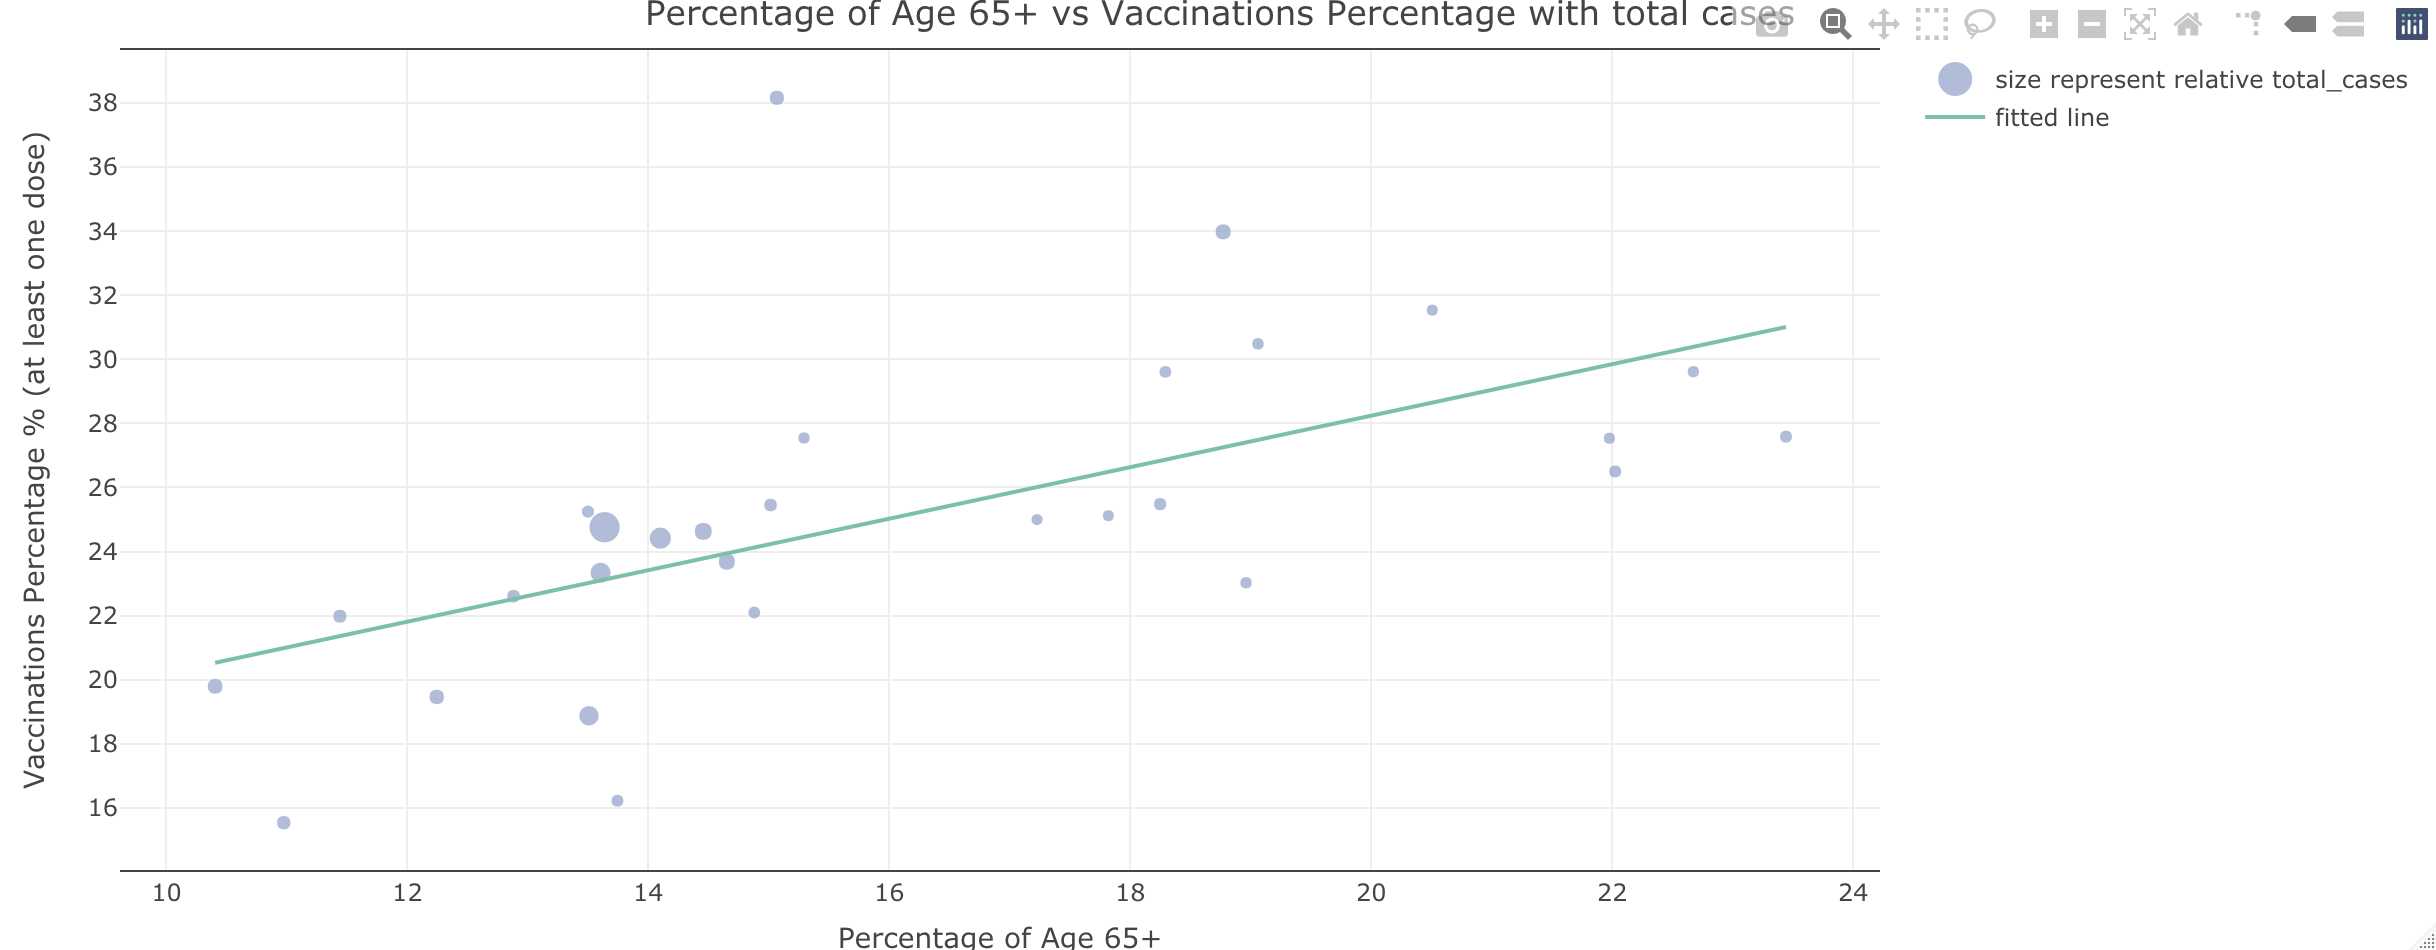 Percentage of Age 65+ vs Vaccinations Percentage with total cases
size represent relative total_cases
fitted line
Vaccinations Percentage % (at least one dose)
38
36
34
32
30
28
26
24
22
20
18
16
10 12 14 16 18 20 22 24
Percentage of Age 65+